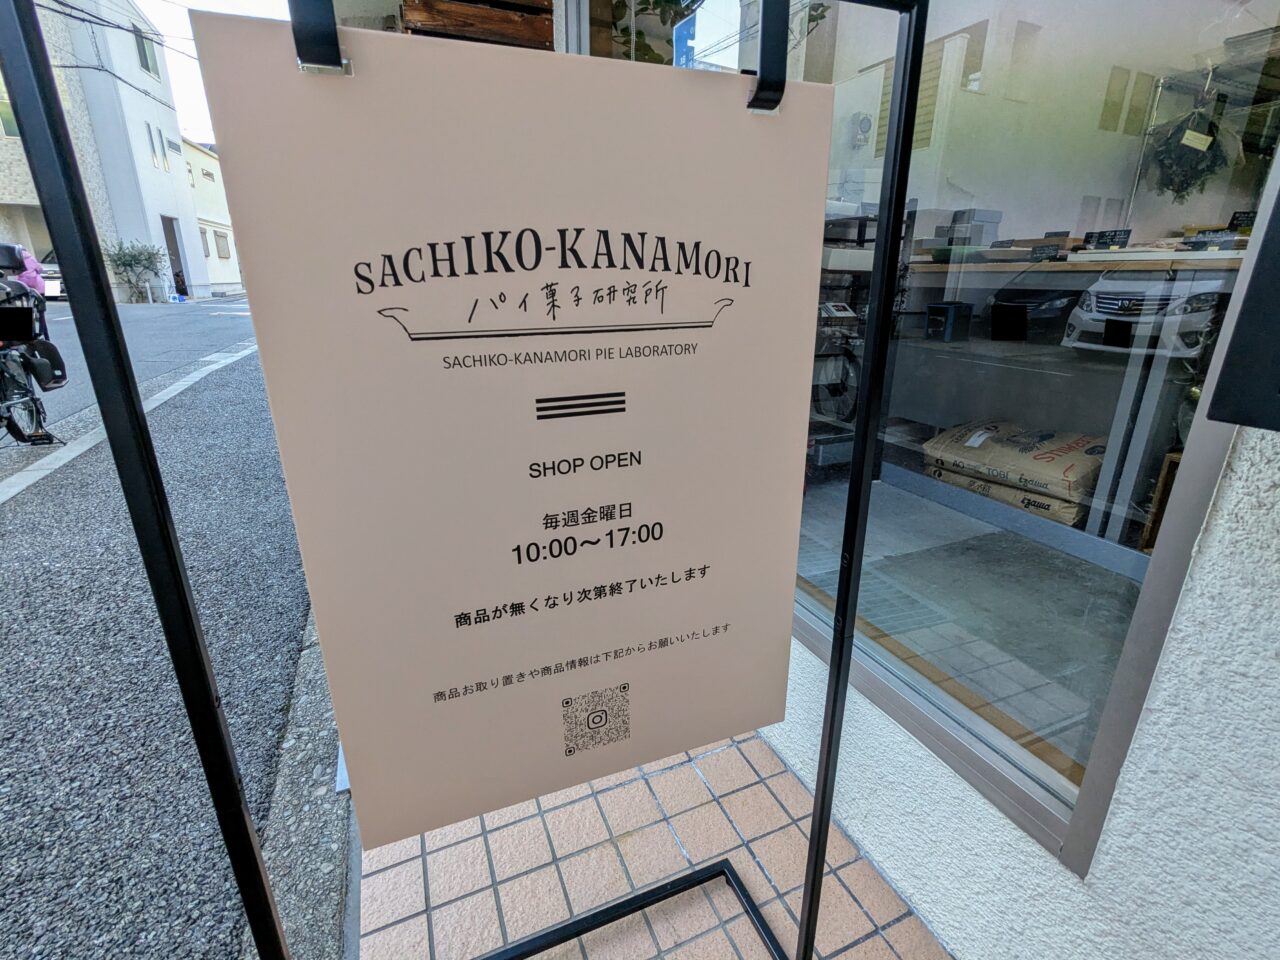 SACHIKO-KANAMORI
パイ菓子研究所
SACHIKO-KANAMORI PIE LABORATORY
SHOP OPEN
毎週金曜日
10:00～17:00
商品が無くなり次第終了いたします
商品お取り置きや商品情報は下記からお願いいたします